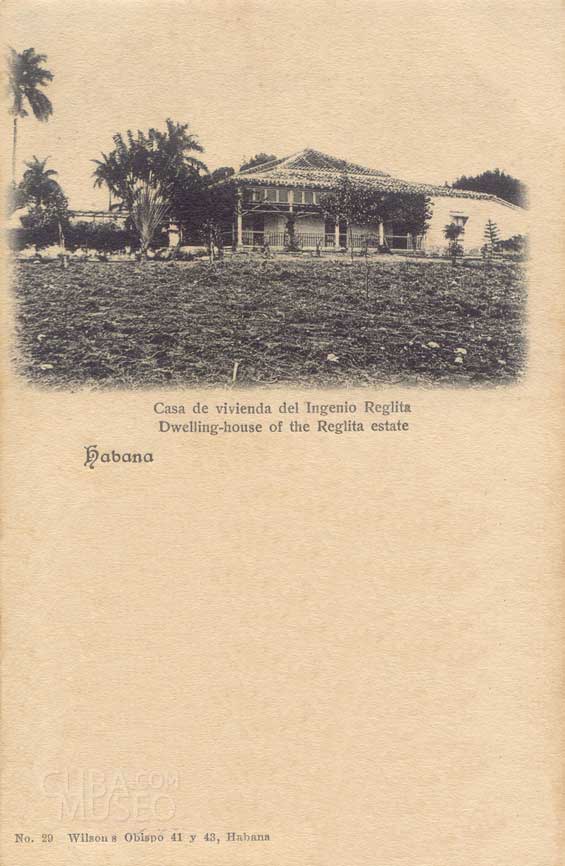 Casa de vivienda del Ingenio Reglita
Dwelling-house of the Reglita estate
Habana
CUBA.COM
MUSEO
No. 29 Wilson's Obispo 41 y 43, Habana